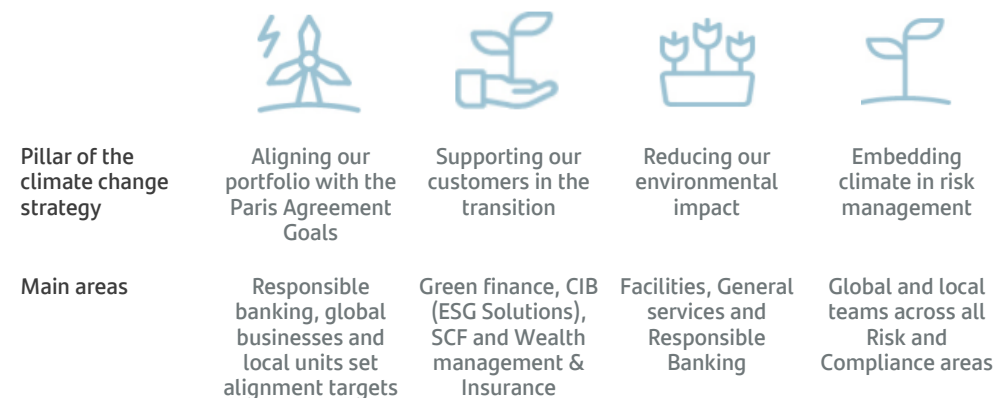 Pillar of the
climate change
strategy
Aligning our
portfolio with the
Paris Agreement
Goals
Supporting our
customers in the
transition
Reducing our
environmental
impact
Embedding
climate in risk
management
Main areas
Responsible
banking, global
businesses and
local units set
alignment targets
Green finance, CIB
(ESG Solutions),
SCF and Wealth
management &
Insurance
Facilities, General
services and
Responsible
Banking
Global and local
teams across all
Risk and
Compliance areas